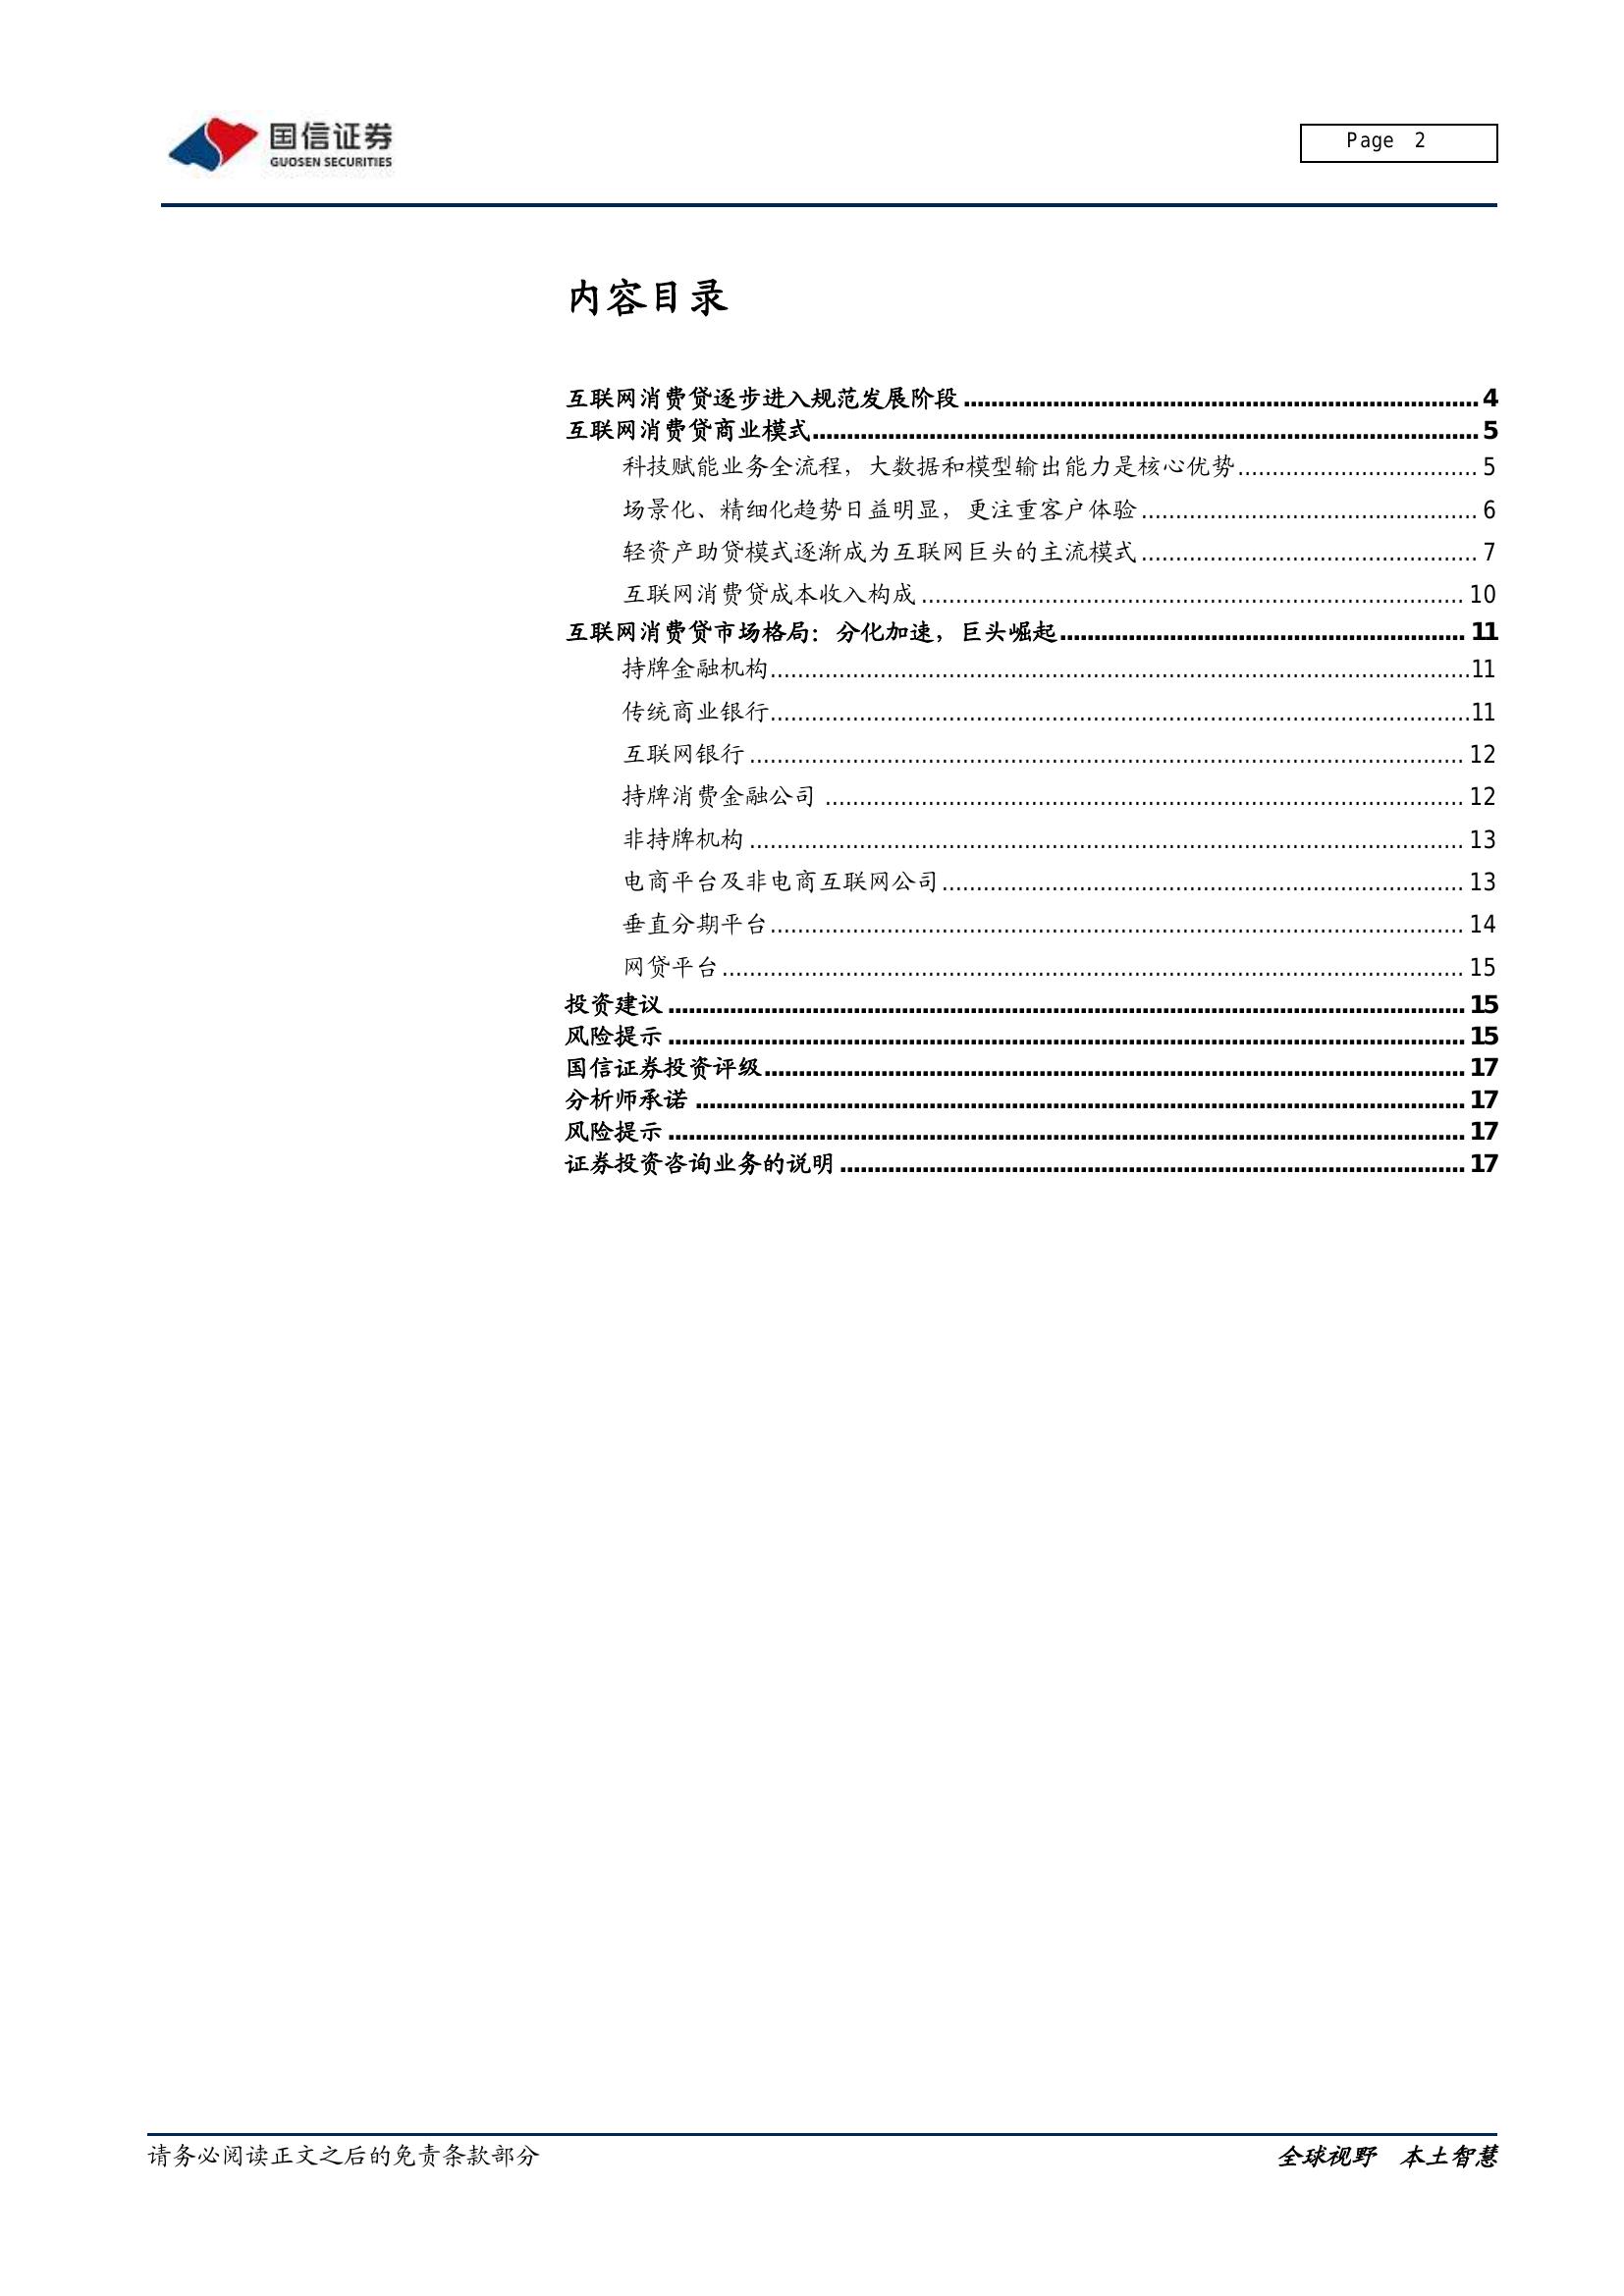 国信证券
GUOSEN SECURITIES
Page 2
内容目录
互联网消费贷逐步进入规范发展阶段 4
互联网消费贷商业模式 5
科技赋能业务全流程，大数据和模型输出能力是核心优势 5
场景化、精细化趋势日益明显，更注重客户体验 6
轻资产助贷模式逐渐成为互联网巨头的主流模式 7
互联网消费贷成本收入构成 10
互联网消费贷市场格局：分化加速，巨头崛起 11
持牌金融机构 11
传统商业银行 11
互联网银行 12
持牌消费金融公司 12
非持牌机构 13
电商平台及非电商互联网公司 13
垂直分期平台 14
网贷平台 15
投资建议 15
风险提示 15
国信证券投资评级 17
分析师承诺 17
风险提示 17
证券投资咨询业务的说明 17
请务必阅读正文之后的免责条款部分
全球视野 本土智慧